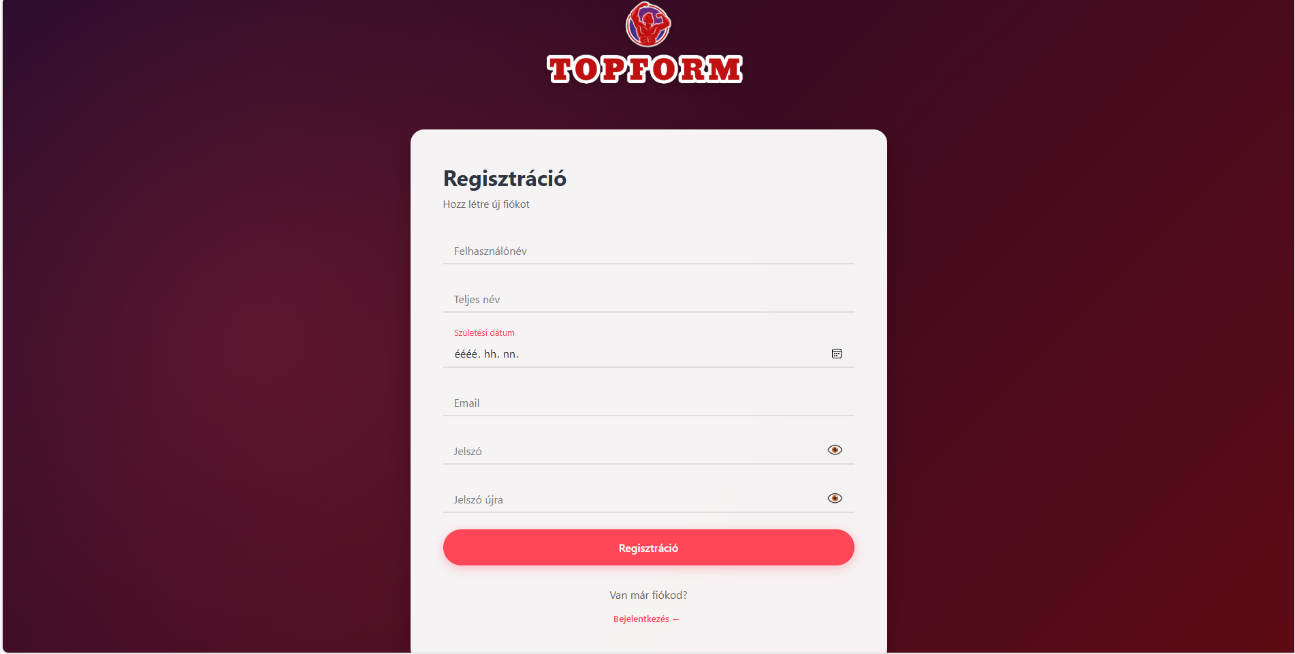 TOPFORM
Regisztráció
Hozz létre új fiókot
Felhasználónév
Teljes név
Születési dátum
éééé. hh. nn.
Email
Jelszó
Jelszó újra
Regisztráció
Van már fiókod?
Bejelentkezés ←